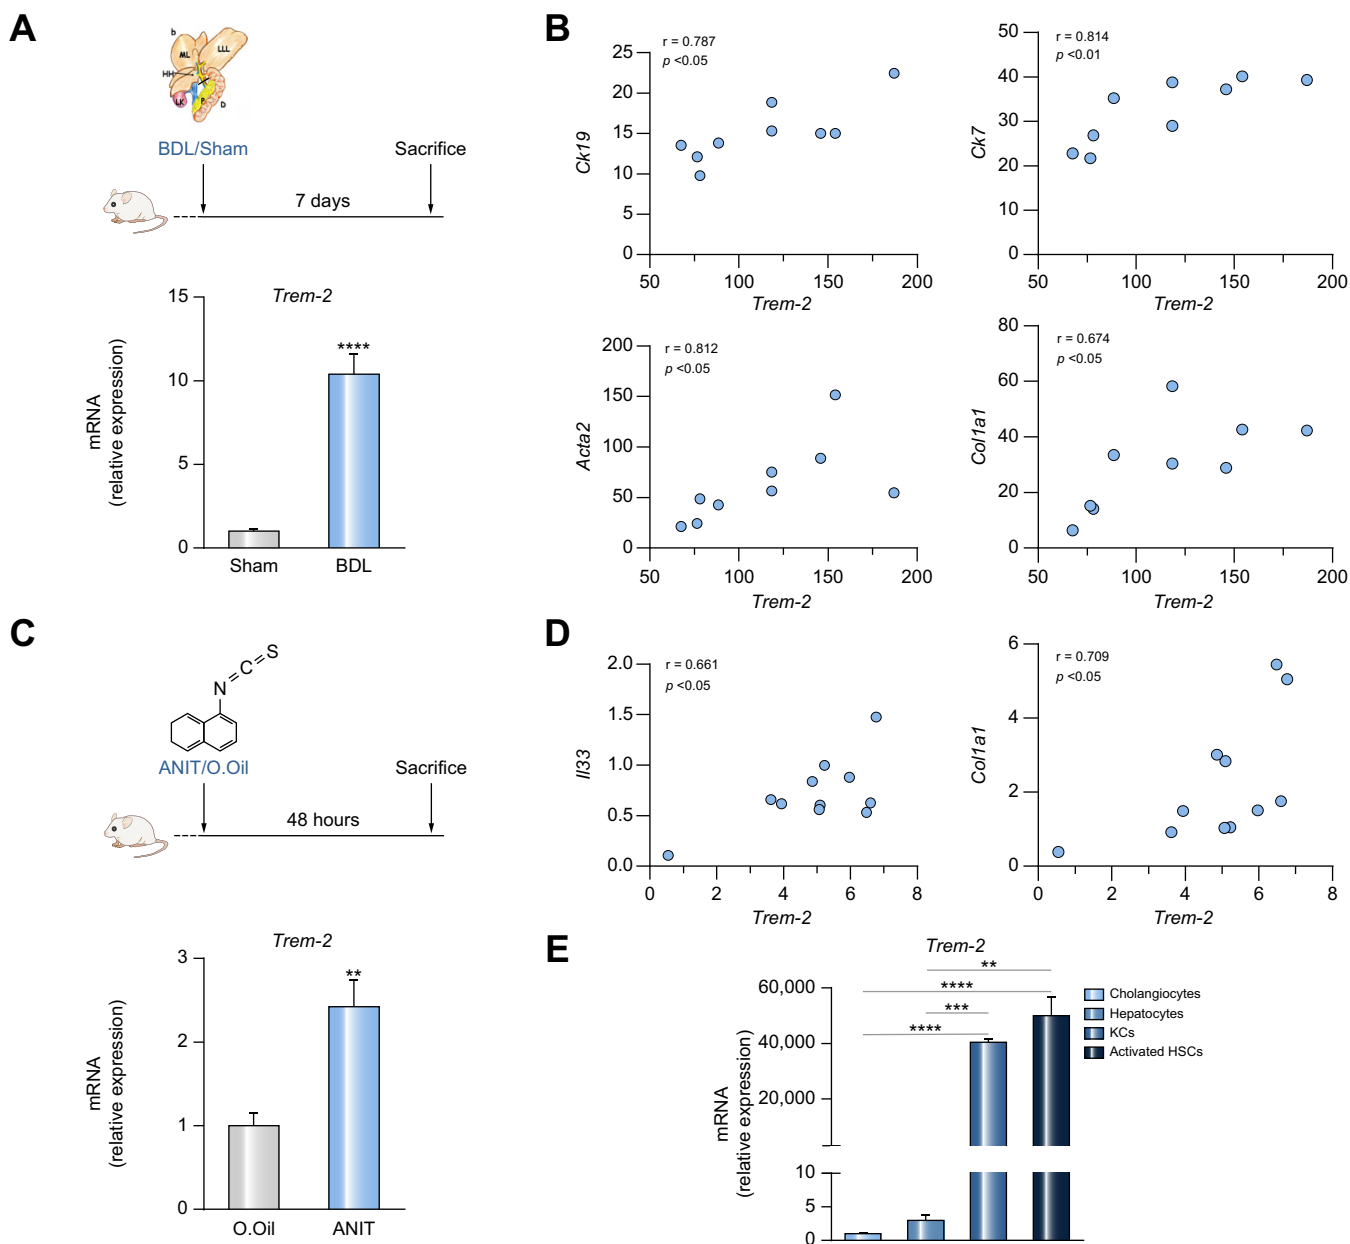 A
b
ML
LLL
HH
LK
P
D
BDL/Sham
Sacrifice
7 days
Trem-2
mRNA
(relative expression)
15
10
5
0
****
Sham
BDL
B
r = 0.787
p <0.05
Ck19
25
20
15
10
5
0
50
100
150
200
Trem-2
r = 0.814
p <0.01
Ck7
50
40
30
20
10
0
50
100
150
200
Trem-2
r = 0.812
p <0.05
Acta2
200
150
100
50
0
50
100
150
200
Trem-2
r = 0.674
p <0.05
Col1a1
80
60
40
20
0
50
100
150
200
Trem-2
C
N
C
S
ANIT/O.Oil
Sacrifice
48 hours
Trem-2
mRNA
(relative expression)
3
2
1
0
**
O.Oil
ANIT
D
r = 0.661
p <0.05
Il33
2.0
1.5
1.0
0.5
0.0
0
2
4
6
8
Trem-2
r = 0.709
p <0.05
Col1a1
6
4
2
0
0
2
4
6
8
Trem-2
E
Trem-2
mRNA
(relative expression)
60,000
40,000
20,000
10
5
0
**
****
***
****
Cholangiocytes
Hepatocytes
KCs
Activated HSCs